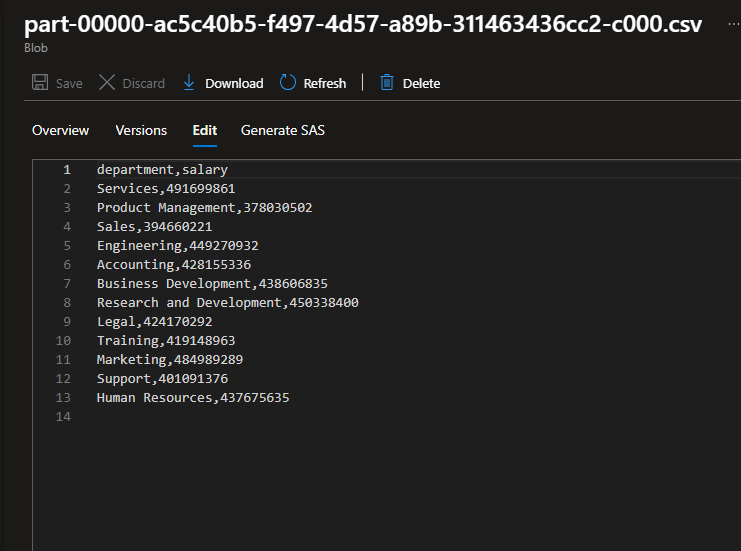 part-00000-ac5c40b5-f497-4d57-a89b-311463436cc2-c000.csv ...
Blob
Save Discard Download Refresh Delete
Overview Versions Edit Generate SAS
1 department,salary
2 Services,491699861
3 Product Management,378030502
4 Sales,394660221
5 Engineering,449270932
6 Accounting,428155336
7 Business Development,438606835
8 Research and Development,450338400
9 Legal,424170292
10 Training,419148963
11 Marketing,484989289
12 Support,401091376
13 Human Resources,437675635
14